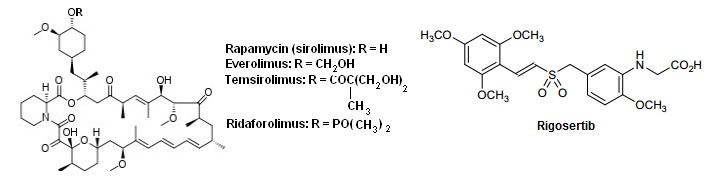 OR
O
O
O
O
OH
H
O
N
O
O
OH
O
H
O
O
O
Rapamycin (sirolimus): R = H
Everolimus: R = CH₂OH
Temsirolimus: R = COC(CH₂OH)₂
CH₃
Ridaforolimus: R = PO(CH₃)₂
H₃CO
OCH₃
OCH₃
S
O O
H
N
CO₂H
OCH₃
Rigosertib